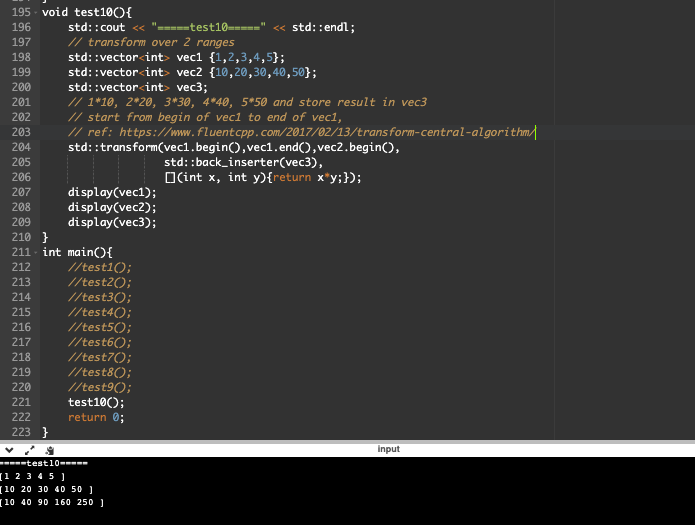 195 void test10(){
196     std::cout << "=====test10=====" << std::endl;
197     // transform over 2 ranges
198     std::vector<int> vec1 {1,2,3,4,5};
199     std::vector<int> vec2 {10,20,30,40,50};
200     std::vector<int> vec3;
201     // 1*10, 2*20, 3*30, 4*40, 5*50 and store result in vec3
202     // start from begin of vec1 to end of vec1,
203     // ref: https://www.fluentcpp.com/2017/02/13/transform-central-algorithm/
204     std::transform(vec1.begin(),vec1.end(),vec2.begin(),
205                    std::back_inserter(vec3),
206                    [](int x, int y){return x*y;});
207     display(vec1);
208     display(vec2);
209     display(vec3);
210 }
211 int main(){
212     //test1();
213     //test2();
214     //test3();
215     //test4();
216     //test5();
217     //test6();
218     //test7();
219     //test8();
220     //test9();
221     test10();
222     return 0;
223 }
input
=====test10=====
[1 2 3 4 5 ]
[10 20 30 40 50 ]
[10 40 90 160 250 ]